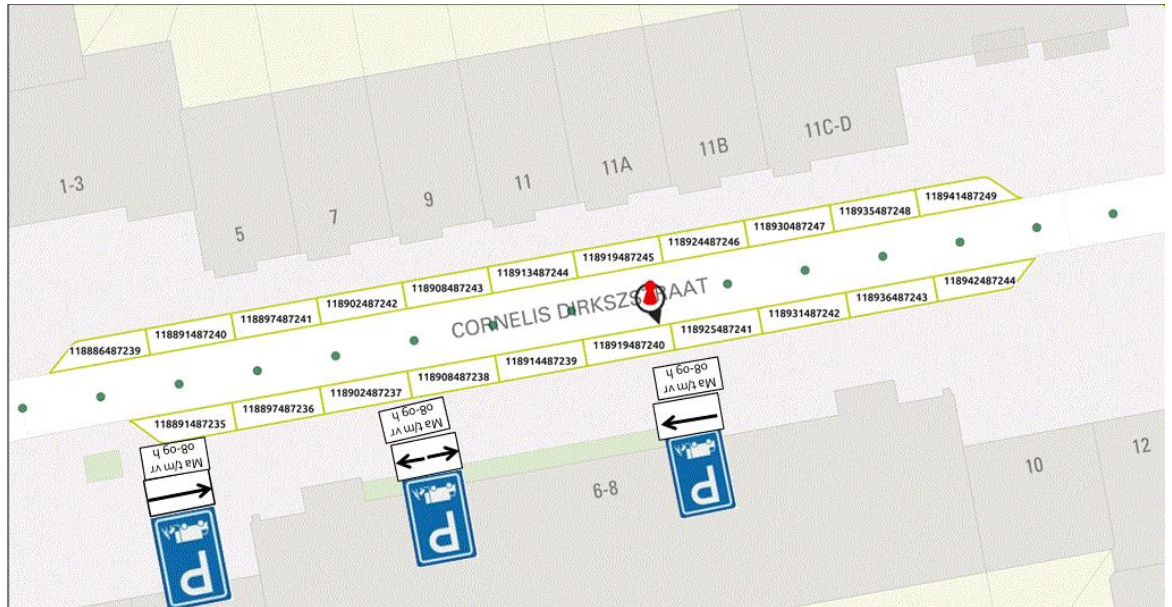 1-3
5
7
9
11
11A
11B
11C-D
118886487239
118891487240
118897487241
118902487242
118908487243
118913487244
118919487245
118924487246
118930487247
118935487248
118941487249
CORNELIS DIRKSZSTRAAT
118891487235
118897487236
118902487237
118908487238
118914487239
118919487240
118925487241
118931487242
118936487243
118942487244
Ma t/m vr
08-09 h
P
Ma t/m vr
08-09 h
P
Ma t/m vr
08-09 h
P
6-8
10
12